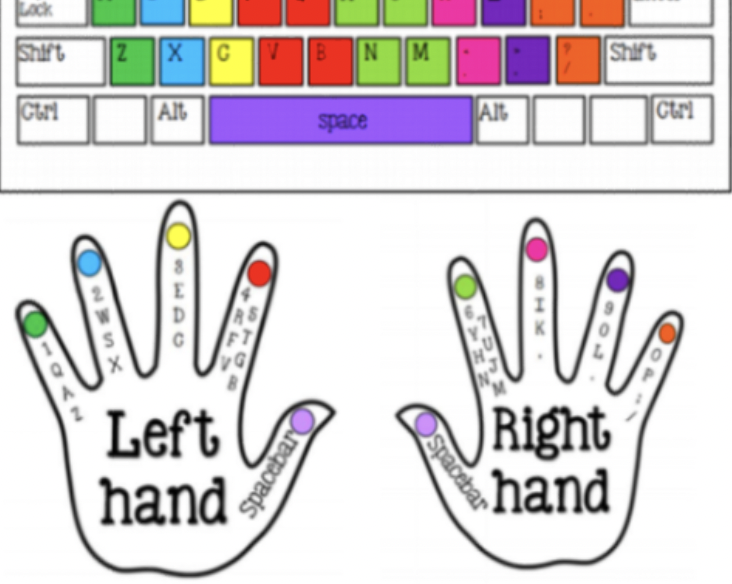 Lock
Shift Z X C V B N M ? / Shift
Ctrl Alt space Alt Ctrl
1 Q A Z
2 W S X
3 E D C
4 5 R T F G V B
Spacebar
Left
hand
6 7 Y U H J N M
8 I K
9 O L .
0 P ; /
Spacebar
Right
hand